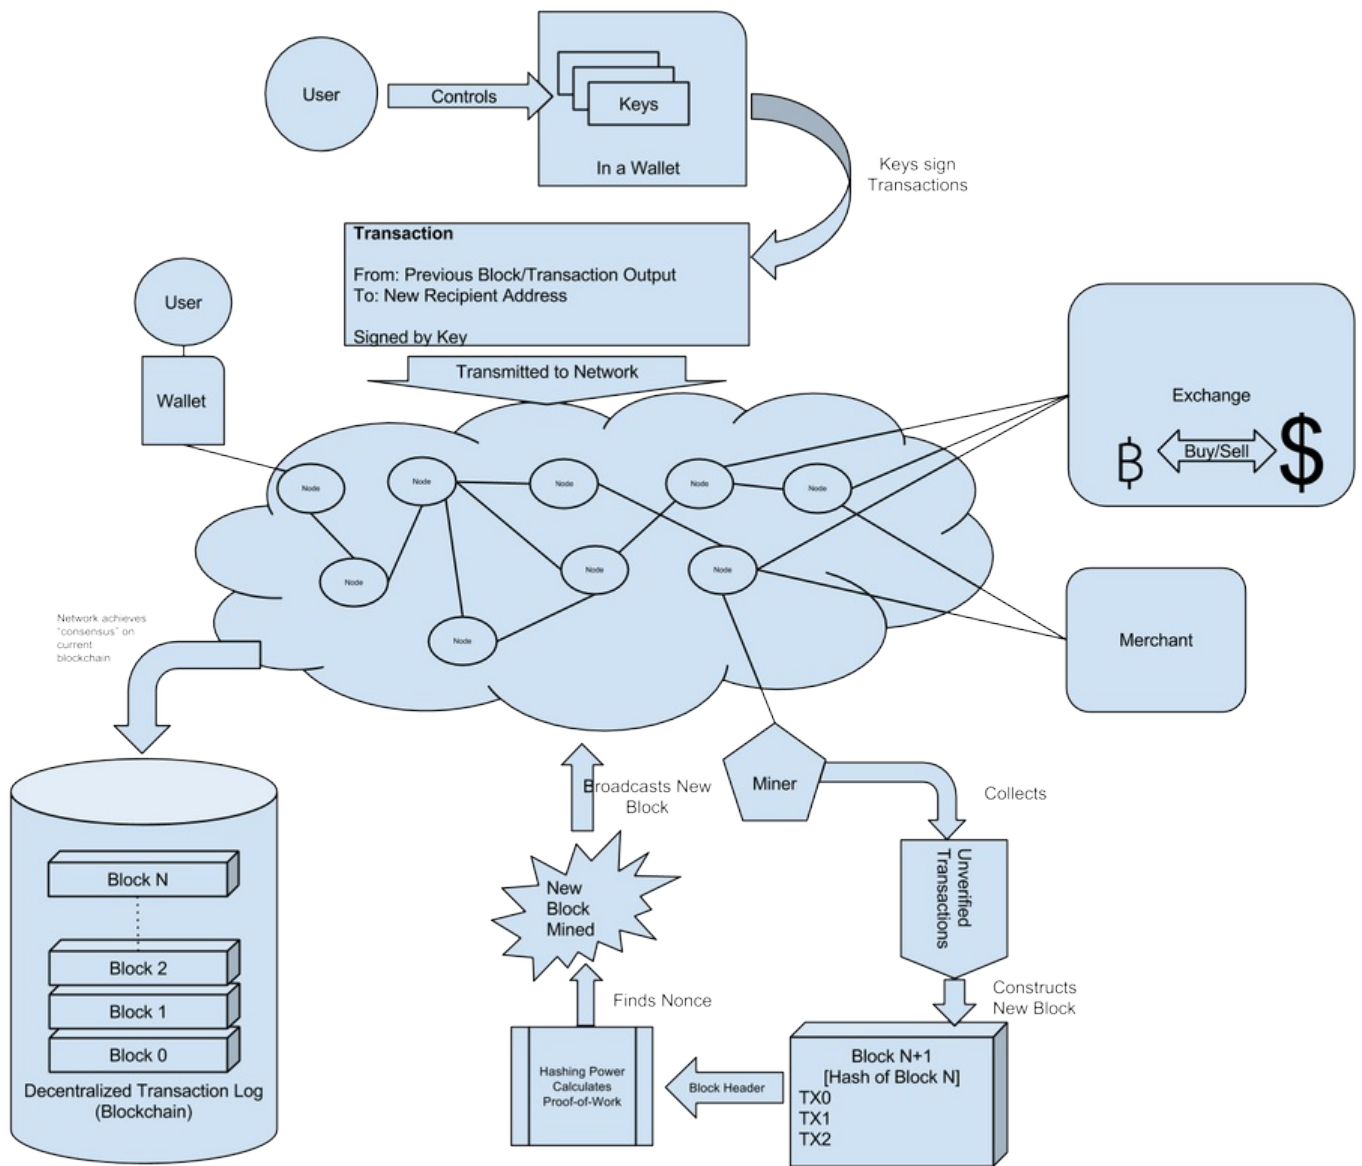 User
Controls
Keys
In a Wallet
Keys sign
Transactions
Transaction
From: Previous Block/Transaction Output
To: New Recipient Address
Signed by Key
User
Wallet
Transmitted to Network
Exchange
฿
Buy/Sell
$
Node
Node
Node
Node
Node
Node
Node
Node
Node
Merchant
Network achieves
"consensus" on
current
blockchain
Miner
Collects
Broadcasts New
Block
Unverified
Transactions
New
Block
Mined
Block N
Block 2
Block 1
Block 0
Decentralized Transaction Log
(Blockchain)
Finds Nonce
Constructs
New Block
Hashing Power
Calculates
Proof-of-Work
Block Header
Block N+1
[Hash of Block N]
TX0
TX1
TX2